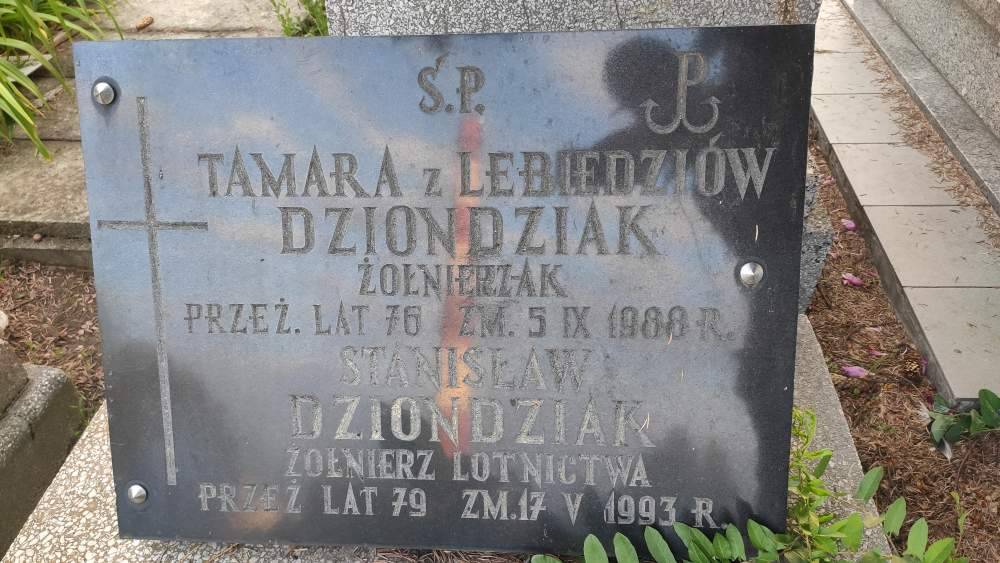 Ś.P.
TAMARA z LEBIEDZIÓW
DZIONDZIAK
ŻOŁNIERZ-AK
PRZEŻ. LAT 76 ZM. 5 IX 1988 R.
STANISŁAW
DZIONDZIAK
ŻOŁNIERZ LOTNICTWA
PRZEŻ LAT 79 ZM. 17 V 1993 R.